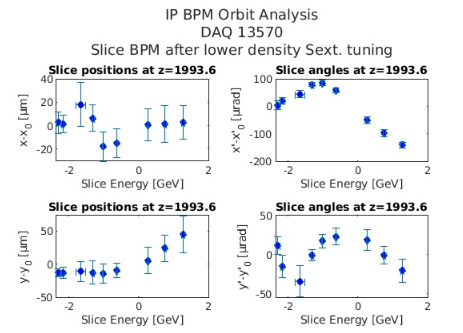 IP BPM Orbit Analysis
DAQ 13570
Slice BPM after lower density Sext. tuning
Slice positions at z=1993.6
Slice angles at z=1993.6
40
20
0
20
x-x0 [μm]
-2
0
2
Slice Energy [GeV]
100
0
-100
-200
x'-x'0 [μrad]
-2
0
2
Slice Energy [GeV]
Slice positions at z=1993.6
Slice angles at z=1993.6
50
0
-50
y-y0 [μm]
-2
0
2
Slice Energy [GeV]
50
0
-50
y'-y'0 [μrad]
-2
0
2
Slice Energy [GeV]